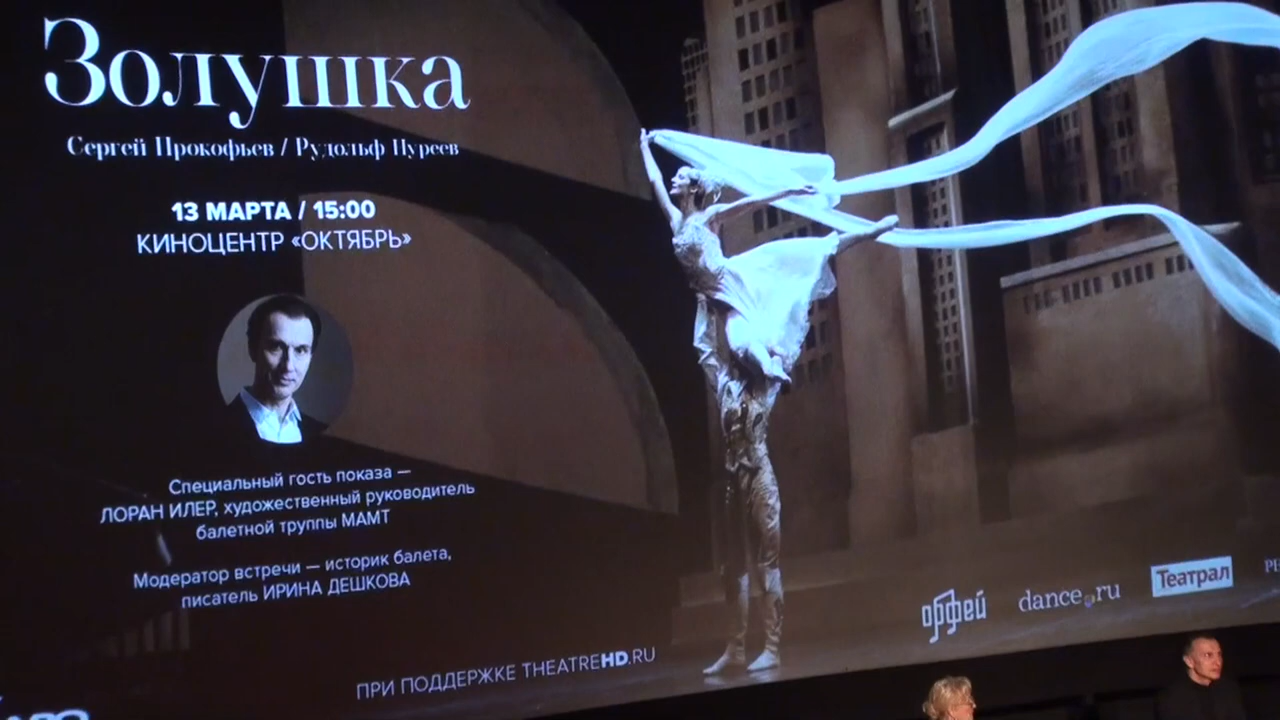 Золушка
Сергей Прокофьев / Рудольф Нуреев
13 МАРТА / 15:00
КИНОЦЕНТР «ОКТЯБРЬ»
Специальный гость показа —
ЛОРАН ИЛЕР, художественный руководитель
балетной труппы МАМТ
Модератор встречи — историк балета,
писатель ИРИНА ДЕШКОВА
ПРИ ПОДДЕРЖКЕ THEATREHD.RU
орфей
dance.ru
Театрал